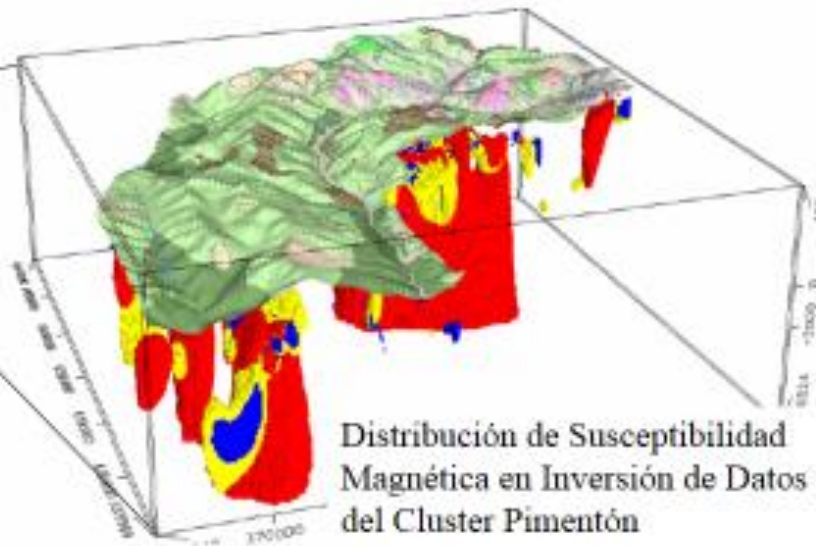 Distribución de Susceptibilidad
Magnética en Inversión de Datos
del Cluster Pimentón
370000